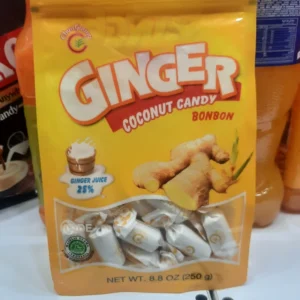 GINGER
COCONUT CANDY
BONBON
GINGER JUICE
25%
NET WT. 8.8 OZ (250 g)